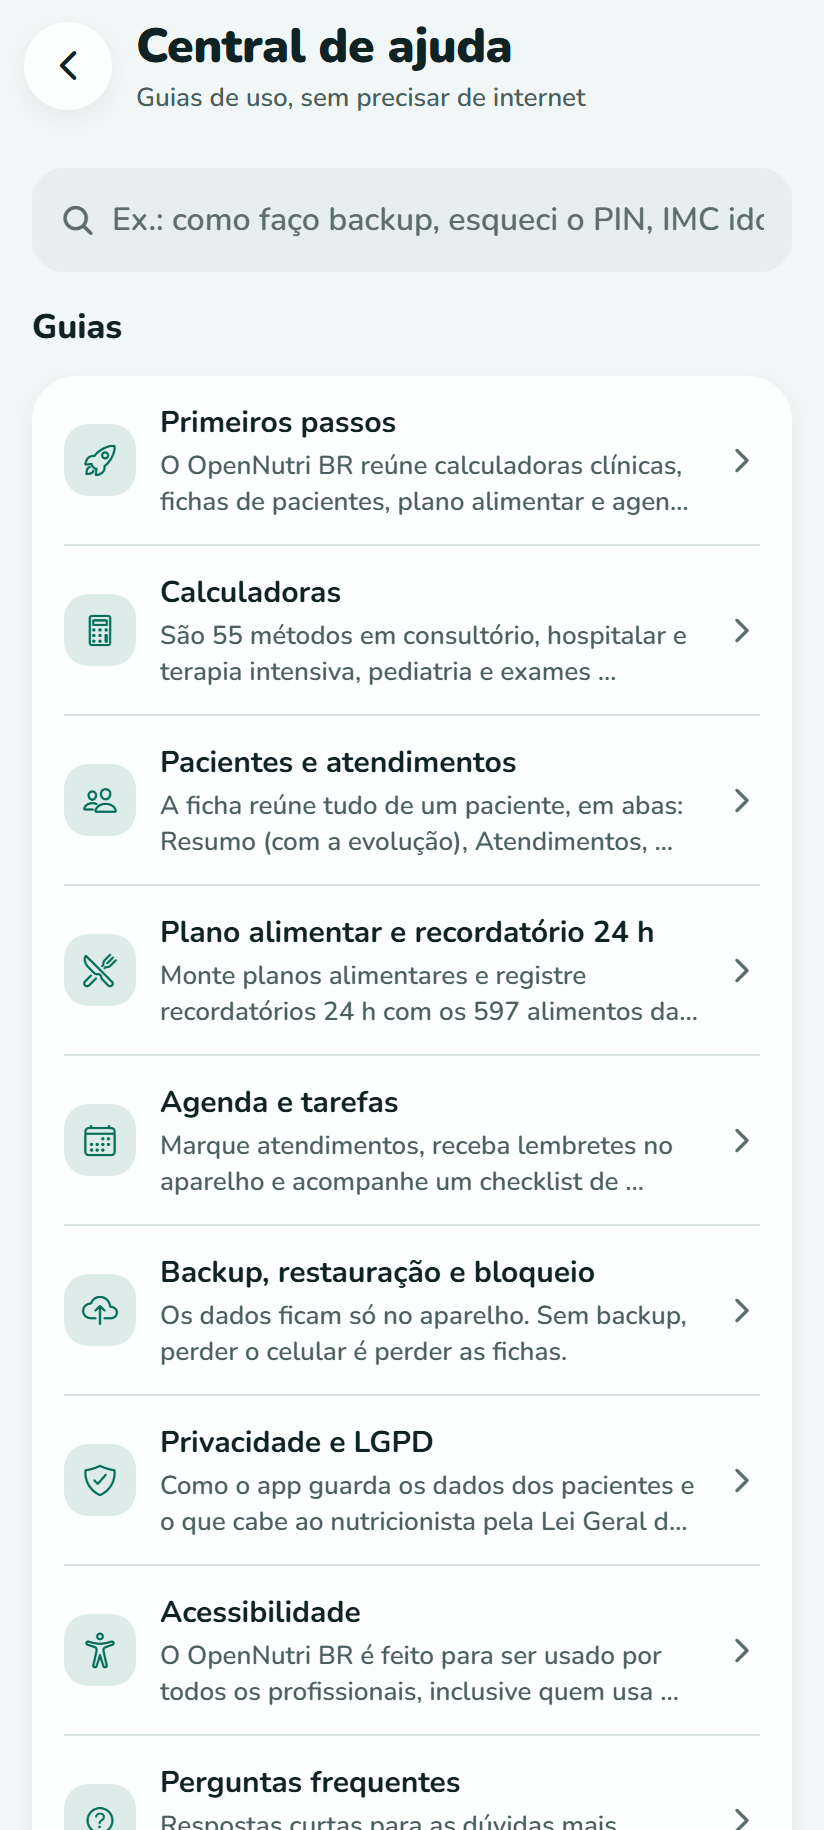 Central de ajuda
Guias de uso, sem precisar de internet
Ex.: como faço backup, esqueci o PIN, IMC
Guias
Primeiros passos
O OpenNutri BR reúne calculadoras clínicas,
fichas de pacientes, plano alimentar e agen...
Calculadoras
São 55 métodos em consultório, hospitalar e
terapia intensiva, pediatria e exames ...
Pacientes e atendimentos
A ficha reúne tudo de um paciente, em abas:
Resumo (com a evolução), Atendimentos, ...
Plano alimentar e recordatório 24 h
Monte planos alimentares e registre
recordatórios 24 h com os 597 alimentos da...
Agenda e tarefas
Marque atendimentos, receba lembretes no
aparelho e acompanhe um checklist de ...
Backup, restauração e bloqueio
Os dados ficam só no aparelho. Sem backup,
perder o celular é perder as fichas.
Privacidade e LGPD
Como o app guarda os dados dos pacientes e
o que cabe ao nutricionista pela Lei Geral d...
Acessibilidade
O OpenNutri BR é feito para ser usado por
todos os profissionais, inclusive quem usa ...
Perguntas frequentes
Respostas curtas para as dúvidas mais